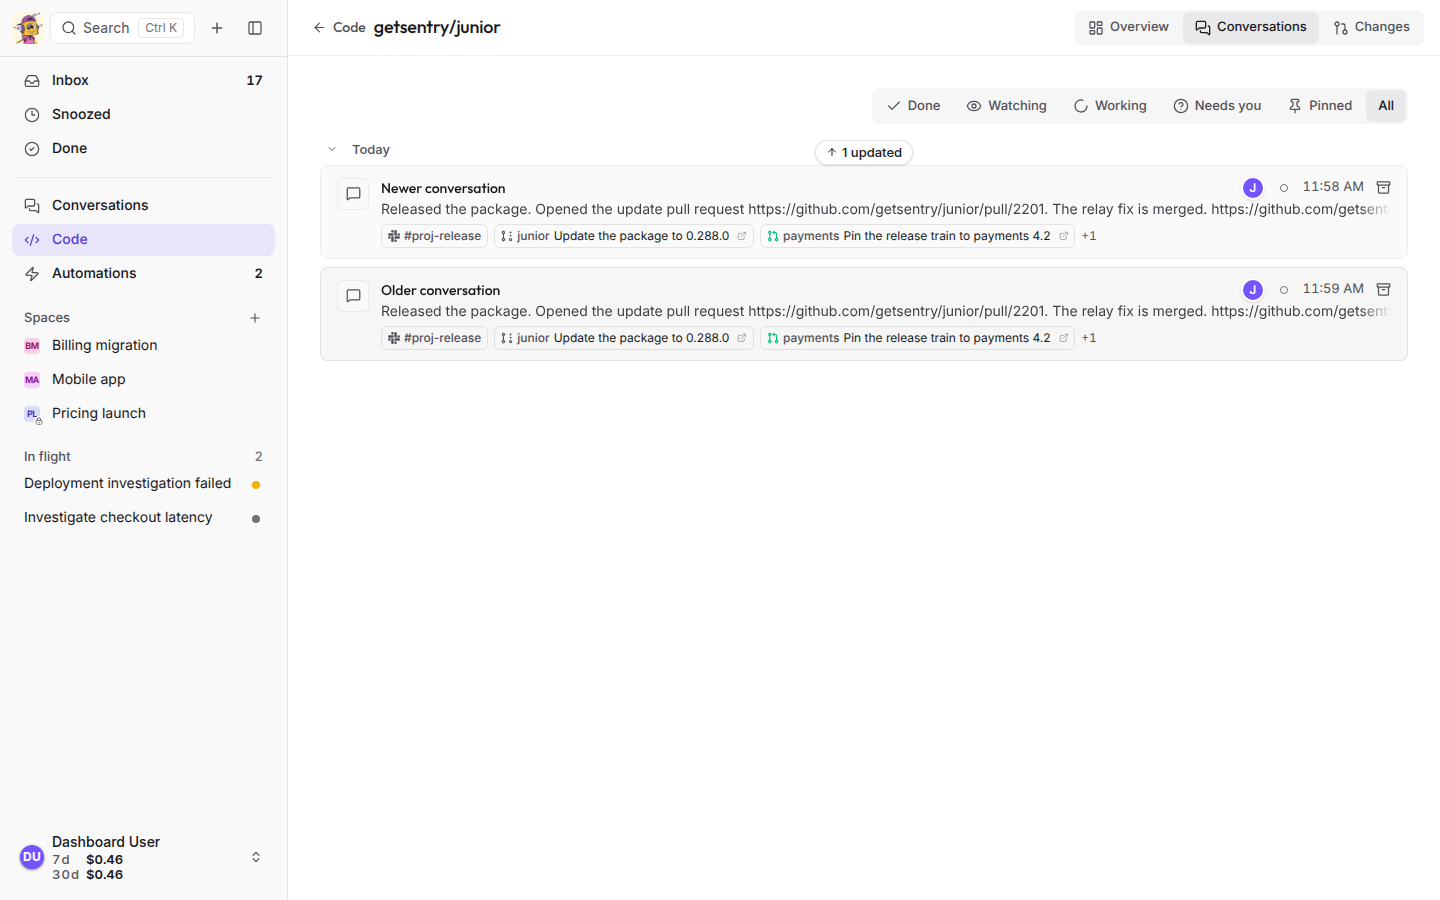 Search Ctrl K
Inbox 17
Snoozed
Done
Conversations
Code
Automations 2
Spaces
BM Billing migration
MA Mobile app
PL Pricing launch
In flight 2
Deployment investigation failed
Investigate checkout latency
DU Dashboard User
7d $0.46
30d $0.46
Code getsentry/junior
Overview Conversations Changes
Done Watching Working Needs you Pinned All
Today
1 updated
Newer conversation J 11:58 AM
Released the package. Opened the update pull request https://github.com/getsentry/junior/pull/2201. The relay fix is merged. https://github.com/getsent
#proj-release junior Update the package to 0.288.0 payments Pin the release train to payments 4.2 +1
Older conversation J 11:59 AM
Released the package. Opened the update pull request https://github.com/getsentry/junior/pull/2201. The relay fix is merged. https://github.com/getsent
#proj-release junior Update the package to 0.288.0 payments Pin the release train to payments 4.2 +1